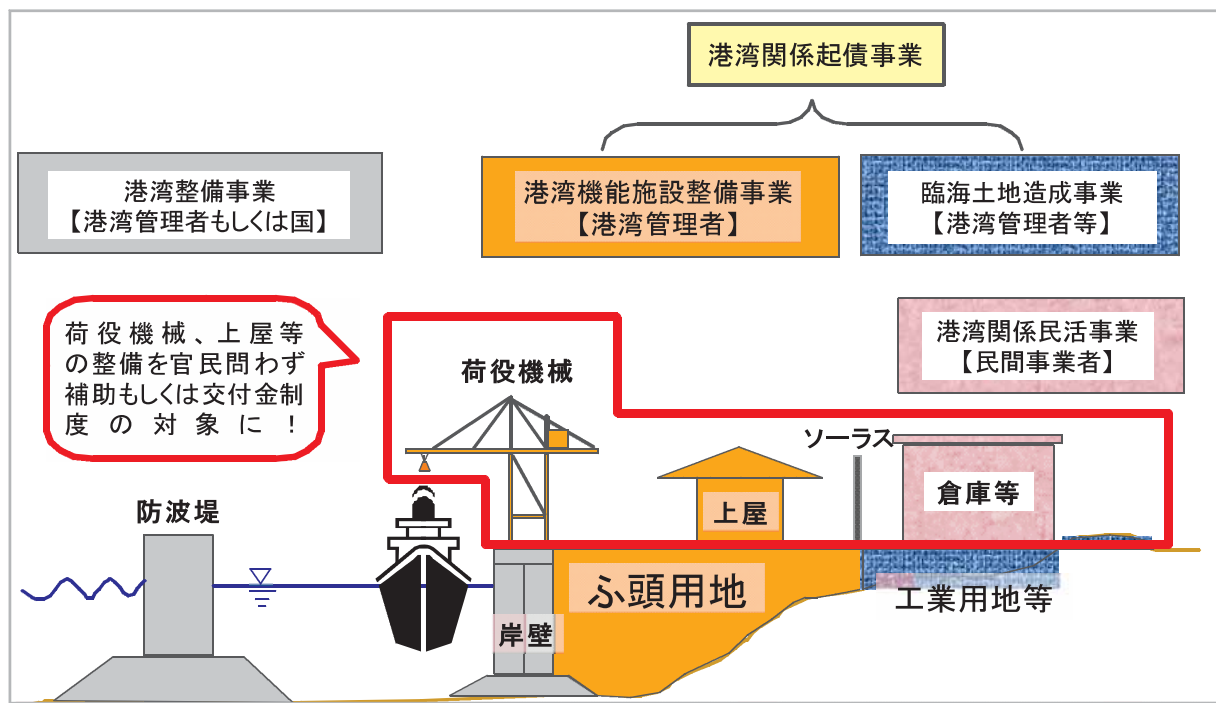 港湾関係起債事業
港湾整備事業
【港湾管理者もしくは国】
港湾機能施設整備事業
【港湾管理者】
臨海土地造成事業
【港湾管理者等】
荷役機械、上屋等
の整備を官民問わず
補助もしくは交付金制
度の対象に！
港湾関係民活事業
【民間事業者】
荷役機械
ソーラス
上屋
倉庫等
防波堤
ふ頭用地
工業用地等
岸壁